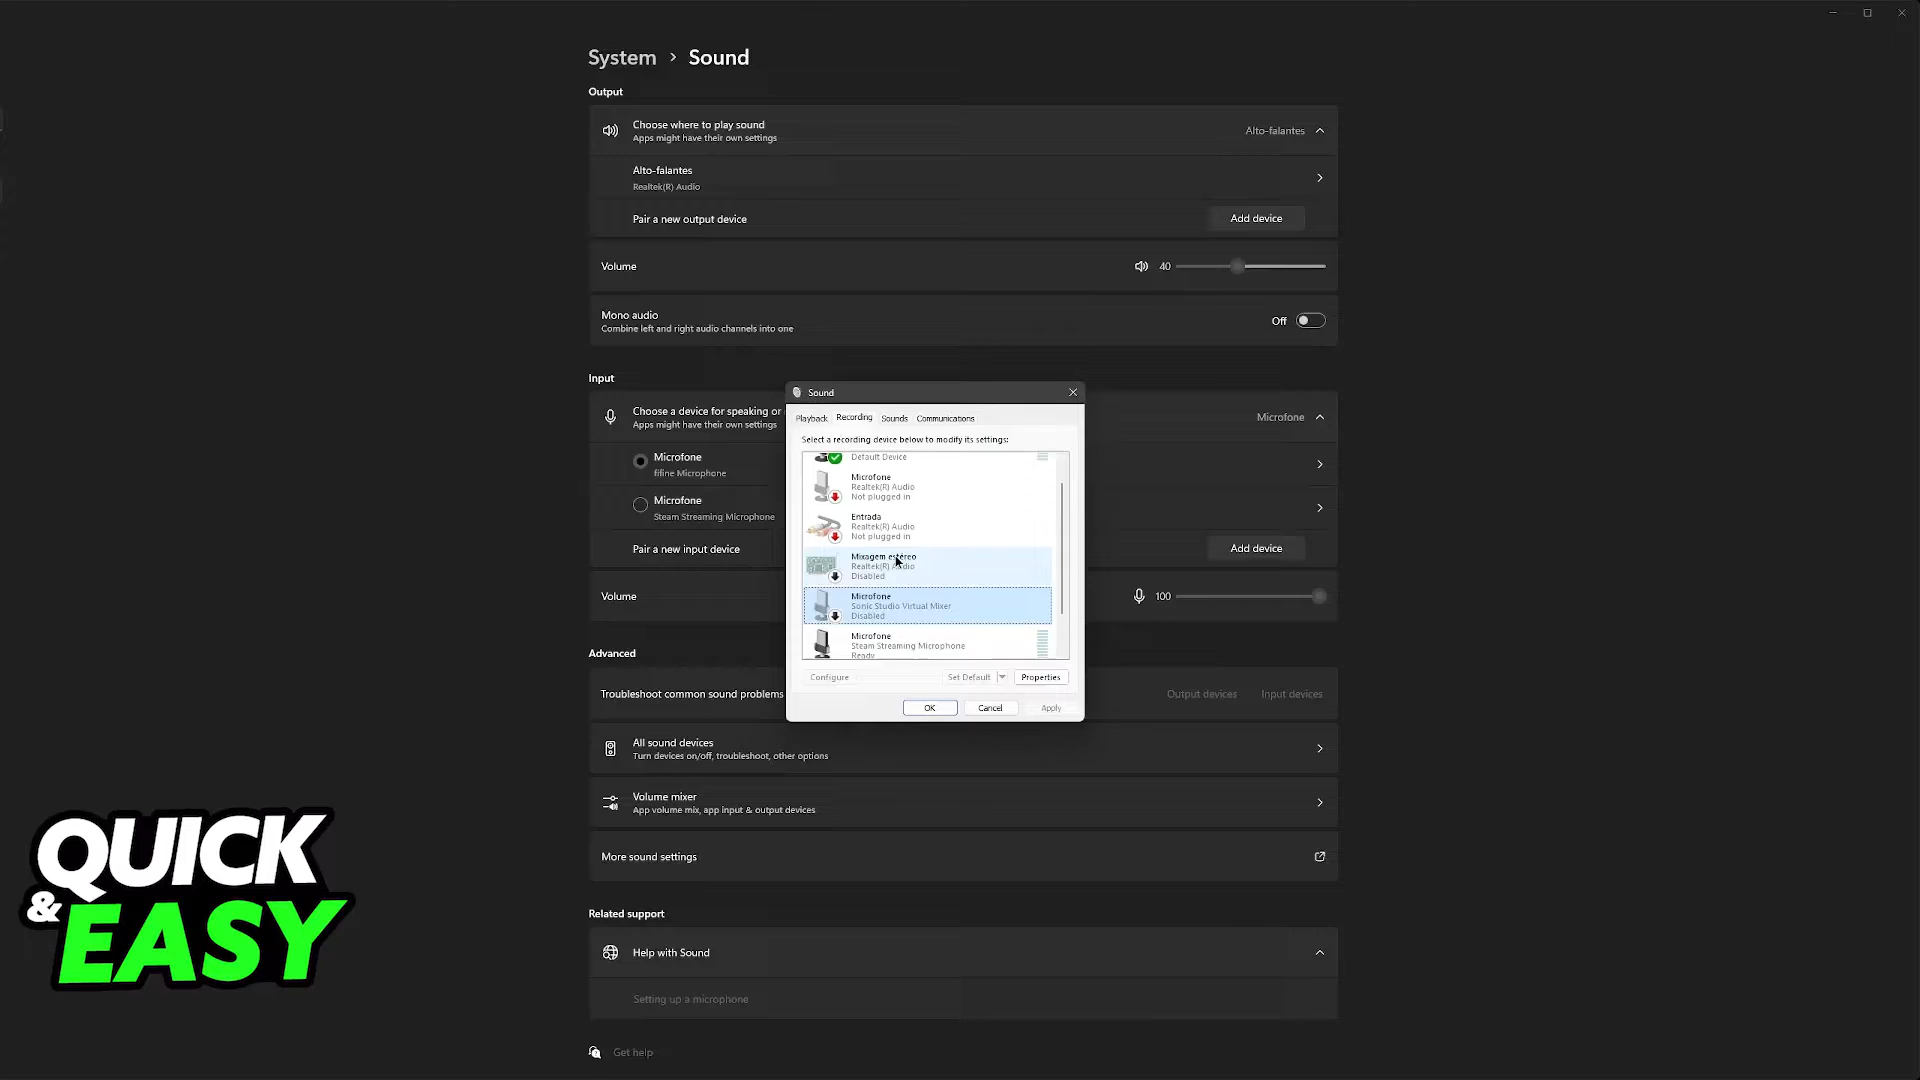 System > Sound
Output
Choose where to play sound
Apps might have their own settings
Alto-falantes
Alto-falantes
Realtek(R) Audio
Pair a new output device
Add device
Volume
40
Mono audio
Combine left and right audio channels into one
Off
Input
Choose a device for speaking or
Apps might have their own settings
Microfone
Microfone
fifine Microphone
Microfone
Steam Streaming Microphone
Pair a new input device
Add device
Volume
100
Sound
Playback Recording Sounds Communications
Select a recording device below to modify its settings:
Default Device
Microfone
Realtek(R) Audio
Not plugged in
Entrada
Realtek(R) Audio
Not plugged in
Mixagem estéreo
Realtek(R) Audio
Disabled
Microfone
Sonic Studio Virtual Mixer
Disabled
Microfone
Steam Streaming Microphone
Ready
Configure
Set Default
Properties
OK
Cancel
Apply
Advanced
Troubleshoot common sound problems
Output devices
Input devices
All sound devices
Turn devices on/off, troubleshoot, other options
Volume mixer
App volume mix, app input & output devices
More sound settings
Related support
Help with Sound
Setting up a microphone
Get help
QUICK
& EASY